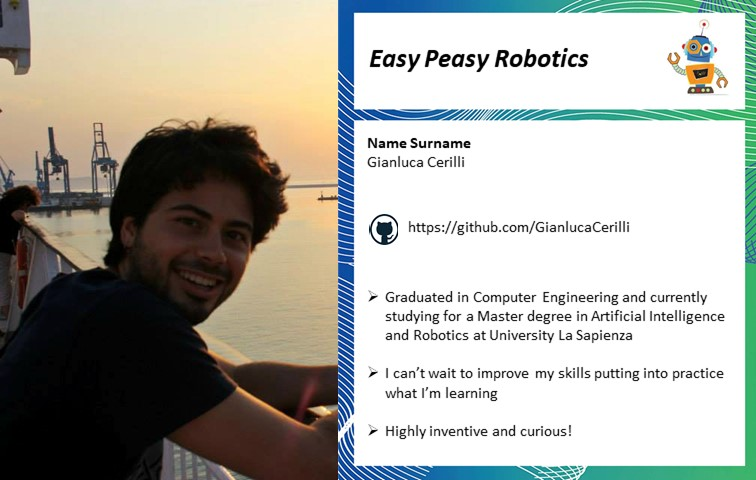 Easy Peasy Robotics
Name Surname
Gianluca Cerilli
https://github.com/GianlucaCerilli
➢ Graduated in Computer Engineering and currently
studying for a Master degree in Artificial Intelligence
and Robotics at University La Sapienza
➢ I can't wait to improve my skills putting into practice
what I'm learning
➢ Highly inventive and curious!